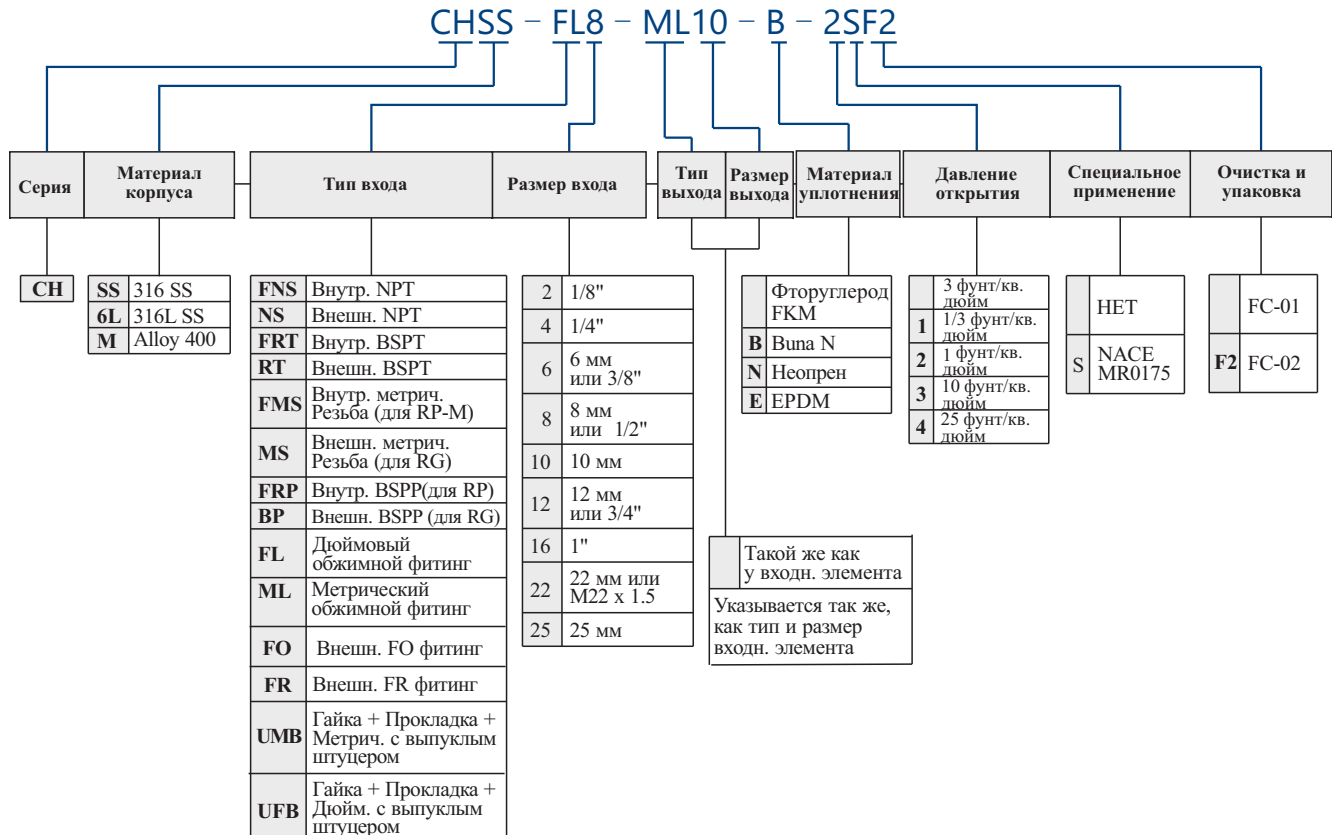 CHSS - FL8 - ML10 - B - 2SF2
Серия
Материал
корпуса
Тип входа
Размер входа
Тип
выхода
Размер
выхода
Материал
уплотнения
Давление
открытия
Специальное
применение
Очистка и
упаковка
CH
SS 316 SS
6L 316L SS
M Alloy 400
FNS Внутр. NPT
NS Внешн. NPT
FRT Внутр. BSPT
RT Внешн. BSPT
FMS Внутр. метрич.
Резьба (для RP-M)
MS Внешн. метрич.
Резьба (для RG)
FRP Внутр. BSPP(для RP)
BP Внешн. BSPP (для RG)
FL Дюймовый
обжимной фитинг
ML Метрический
обжимной фитинг
FO Внешн. FO фитинг
FR Внешн. FR фитинг
UMB Гайка + Прокладка +
Метрич. с выпуклым
штуцером
UFB Гайка + Прокладка +
Дюйм. с выпуклым
штуцером
2 1/8"
4 1/4"
6 6 мм
или 3/8"
8 8 мм
или 1/2"
10 10 мм
12 12 мм
или 3/4"
16 1"
22 22 мм или
M22 x 1.5
25 25 мм
Такой же как
у входн. элемента
Указывается так же,
как тип и размер
входн. элемента
Фторуглерод
FKM
B Buna N
N Неопрен
E EPDM
3 фунт/кв.
дюйм
1 1/3 фунт/кв.
дюйм
2 1 фунт/кв.
дюйм
3 10 фунт/кв.
дюйм
4 25 фунт/кв.
дюйм
НЕТ
S NACE
MR0175
FC-01
F2 FC-02